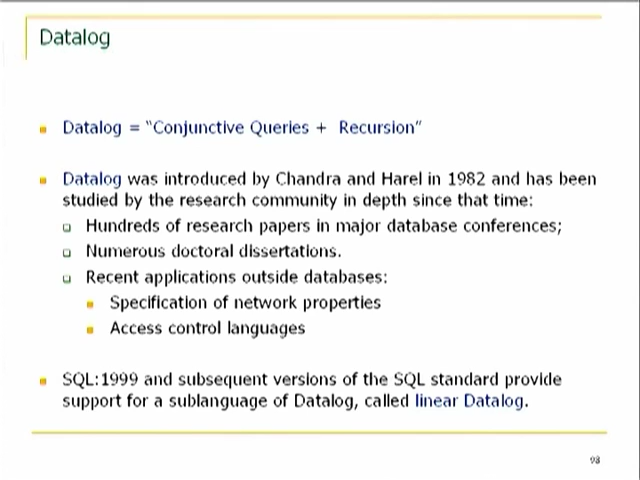 Datalog
Datalog = "Conjunctive Queries + Recursion"
Datalog was introduced by Chandra and Harel in 1982 and has been
studied by the research community in depth since that time:
Hundreds of research papers in major database conferences;
Numerous doctoral dissertations.
Recent applications outside databases:
Specification of network properties
Access control languages
SQL:1999 and subsequent versions of the SQL standard provide
support for a sublanguage of Datalog, called linear Datalog.